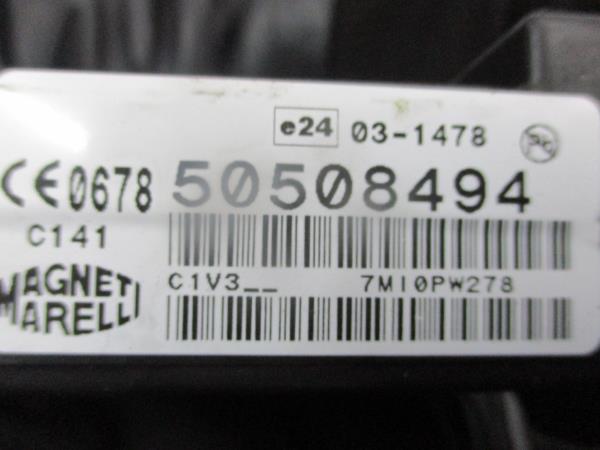 e24 03-1478
CE0678 50508494
C141
C1V3__ 7MI0PW278
MAGNETI
MARELLI